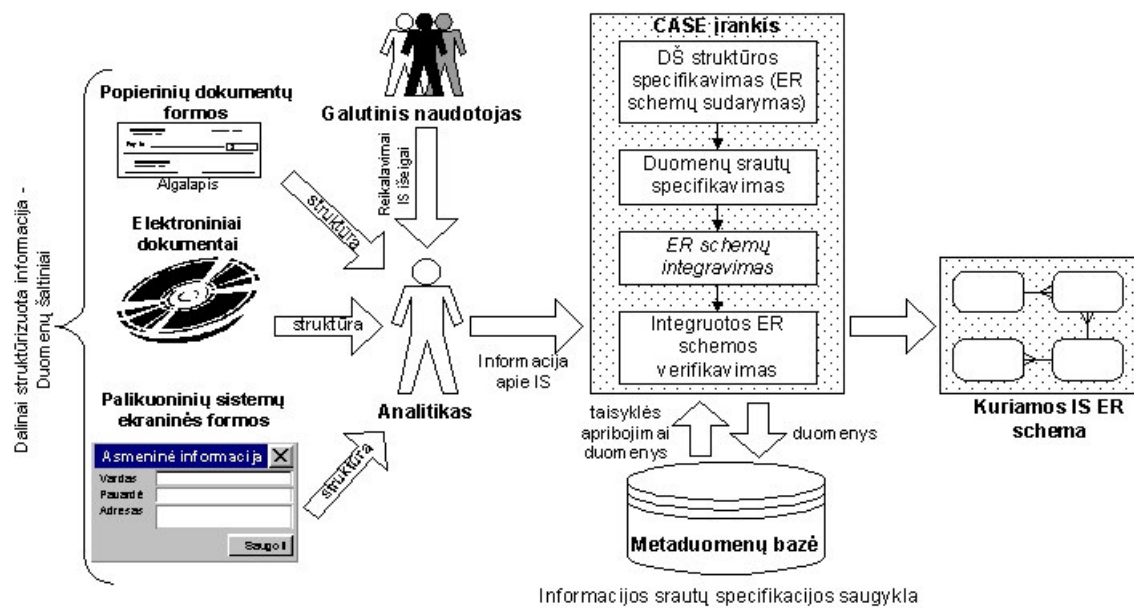 Dalinai struktūrizuota informacija -
Duomenų šaltiniai
Popierinių dokumentų
formos
Pay to
Algalapis
Elektroniniai
dokumentai
Palikuoninių sistemų
ekraninės formos
Asmeninė informacija
Vardas
Pavardė
Adresas
Saugoti
struktūra
struktūra
struktūra
Galutinis naudotojas
Reikalavimai
IS išeigai
Analitikas
Informacija
apie IS
CASE įrankis
DŠ struktūros
specifikavimas (ER
schemų sudarymas)
Duomenų srautų
specifikavimas
ER schemų
integravimas
Integruotos ER
schemos
verifikavimas
taisyklės
apribojimai
duomenys
duomenys
Metaduomenų bazė
Informacijos srautų specifikacijos saugykla
Kuriamos IS ER
schema